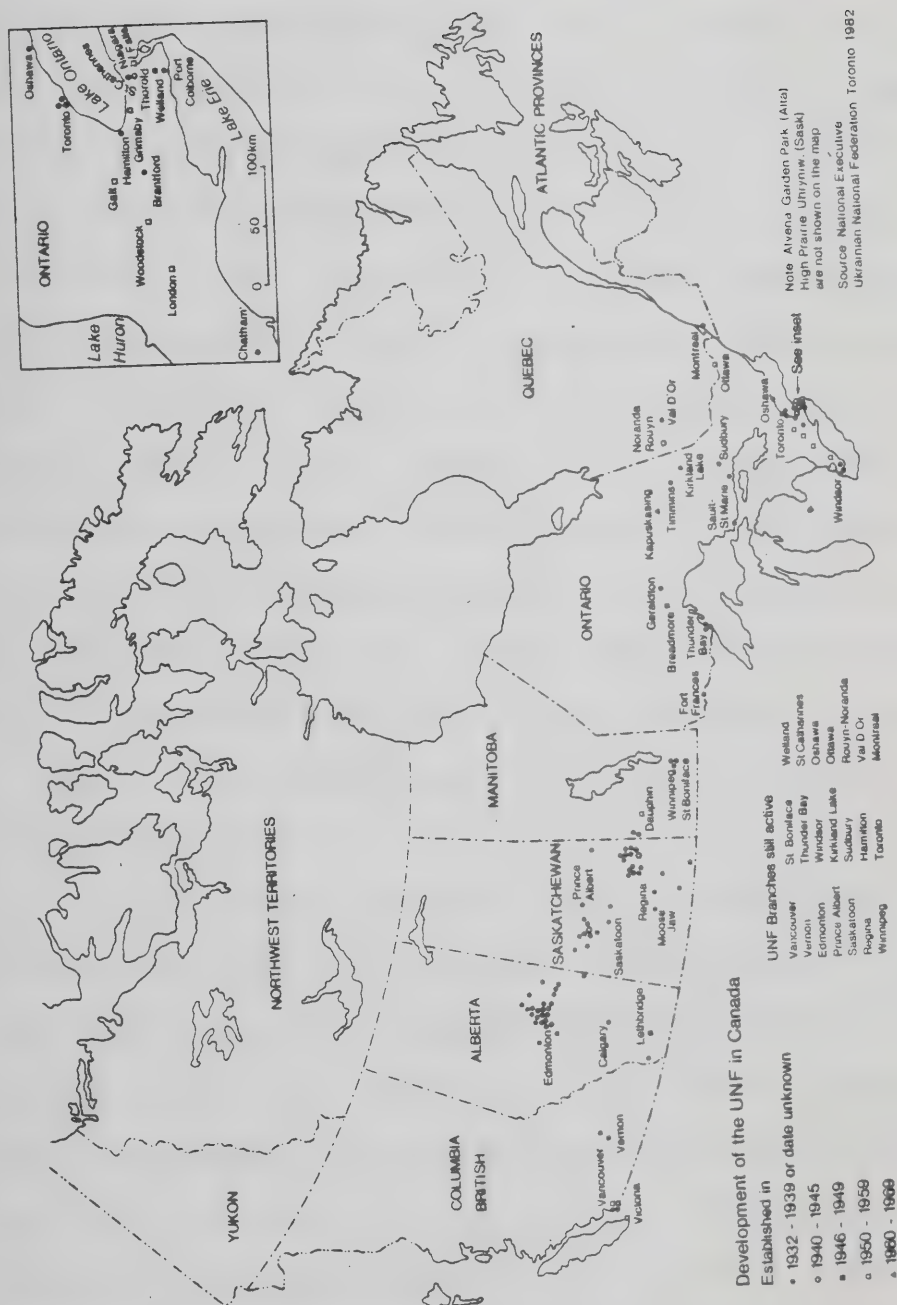 ONTARIO
Lake
Huron
Oshawa
Toronto
Lake Ontario
Hamilton
Grimsby
St. Catharines
Niagara
Falls
Thorold
Welland
Port
Colborne
Galt
Brantford
Woodstock
London
Chatham
Lake Erie
0 50 100km
YUKON
NORTHWEST TERRITORIES
COLUMBIA
BRITISH
ALBERTA
SASKATCHEWAN
MANITOBA
ONTARIO
QUEBEC
ATLANTIC PROVINCES
Vancouver
Vernon
Victoria
Edmonton
Calgary
Lethbridge
Prince
Albert
Saskatoon
Regina
Moose
Jaw
Dauphin
Winnipeg
St Boniface
Fort
Frances
Thunder
Bay
Breadmore
Geraldton
Kapuskasing
Timmins
Kirkland
Lake
Sault-
St Marie
Sudbury
Noranda
Rouyn
Val D'Or
Montreal
Ottawa
Oshawa
Toronto
See inset
Windsor
Development of the UNF in Canada
Established in
1932 - 1939 or date unknown
1940 - 1945
1946 - 1949
1950 - 1959
1960 - 1969
UNF Branches still active
Vancouver
Vernon
Edmonton
Prince Albert
Saskatoon
Regina
Winnipeg
St Boniface
Thunder Bay
Windsor
Kirkland Lake
Sudbury
Hamilton
Toronto
Welland
St Catharines
Oshawa
Ottawa
Rouyn-Noranda
Val D Or
Montreal
Note Alvena Garden Park (Alta)
High Prairie Uhryniw. (Sask)
are not shown on the map
Source National Executive
Ukrainian National Federation Toronto 1982